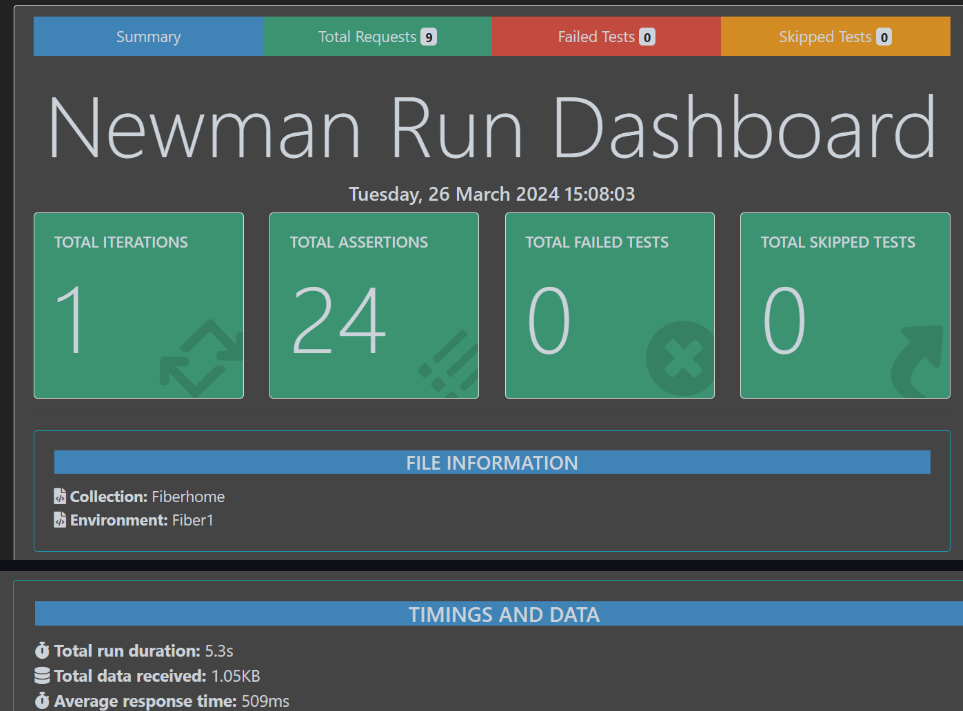 Summary Total Requests 9 Failed Tests 0 Skipped Tests 0
Newman Run Dashboard
Tuesday, 26 March 2024 15:08:03
TOTAL ITERATIONS TOTAL ASSERTIONS TOTAL FAILED TESTS TOTAL SKIPPED TESTS
1 24 0 0
FILE INFORMATION
Collection: Fiberhome
Environment: Fiber1
TIMINGS AND DATA
Total run duration: 5.3s
Total data received: 1.05KB
Average response time: 509ms